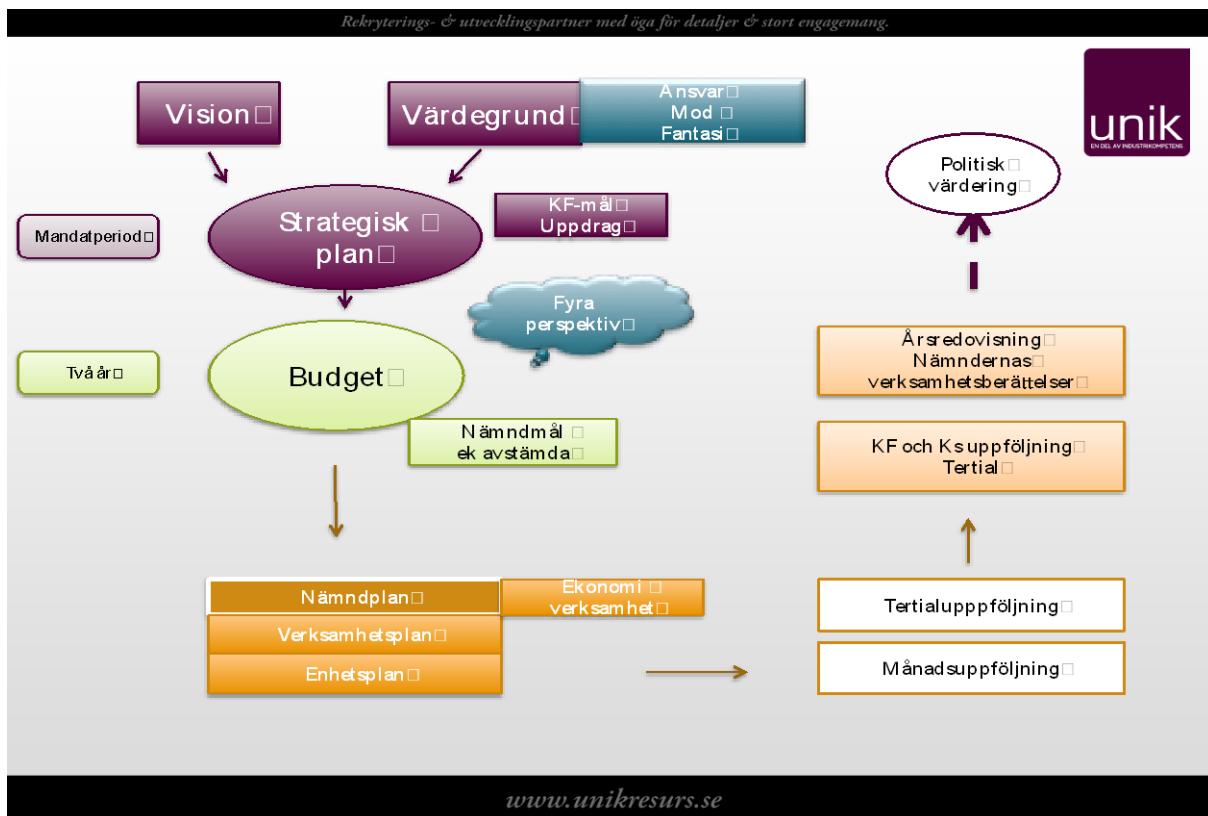 Rekryterings- & utvecklingspartner med öga för detaljer & stort engagemang.
Vision
Värdegrund
Ansvar
Mod
Fantasi
unik
EN DEL AV INDUSTRIKOMPETENS
Politisk
värdering
Strategisk
plan
KF-mål
Uppdrag
Mandatperiod
Fyra
perspektiv
Årsredovisning
Nämndernas
verksamhetsberättelser
Två år
Budget
Nämndmål
ek avstämda
KF och Ks uppföljning
Tertial
Nämndplan
Ekonomi
verksamhet
Verksamhetsplan
Enhetsplan
Tertialupppföljning
Månadsuppföljning
www.unikresurs.se